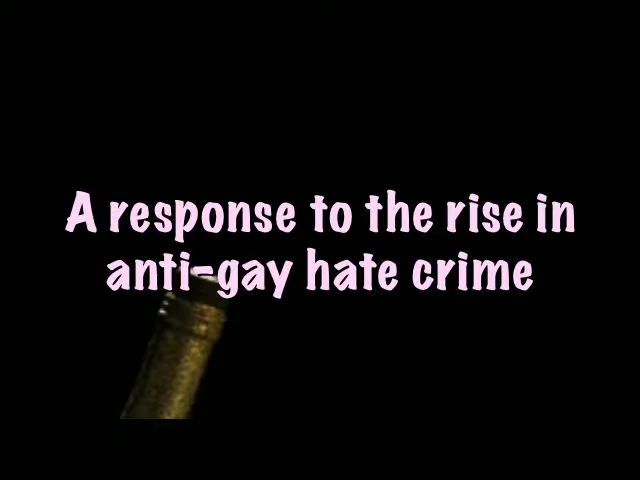 A response to the rise in
anti-gay hate crime